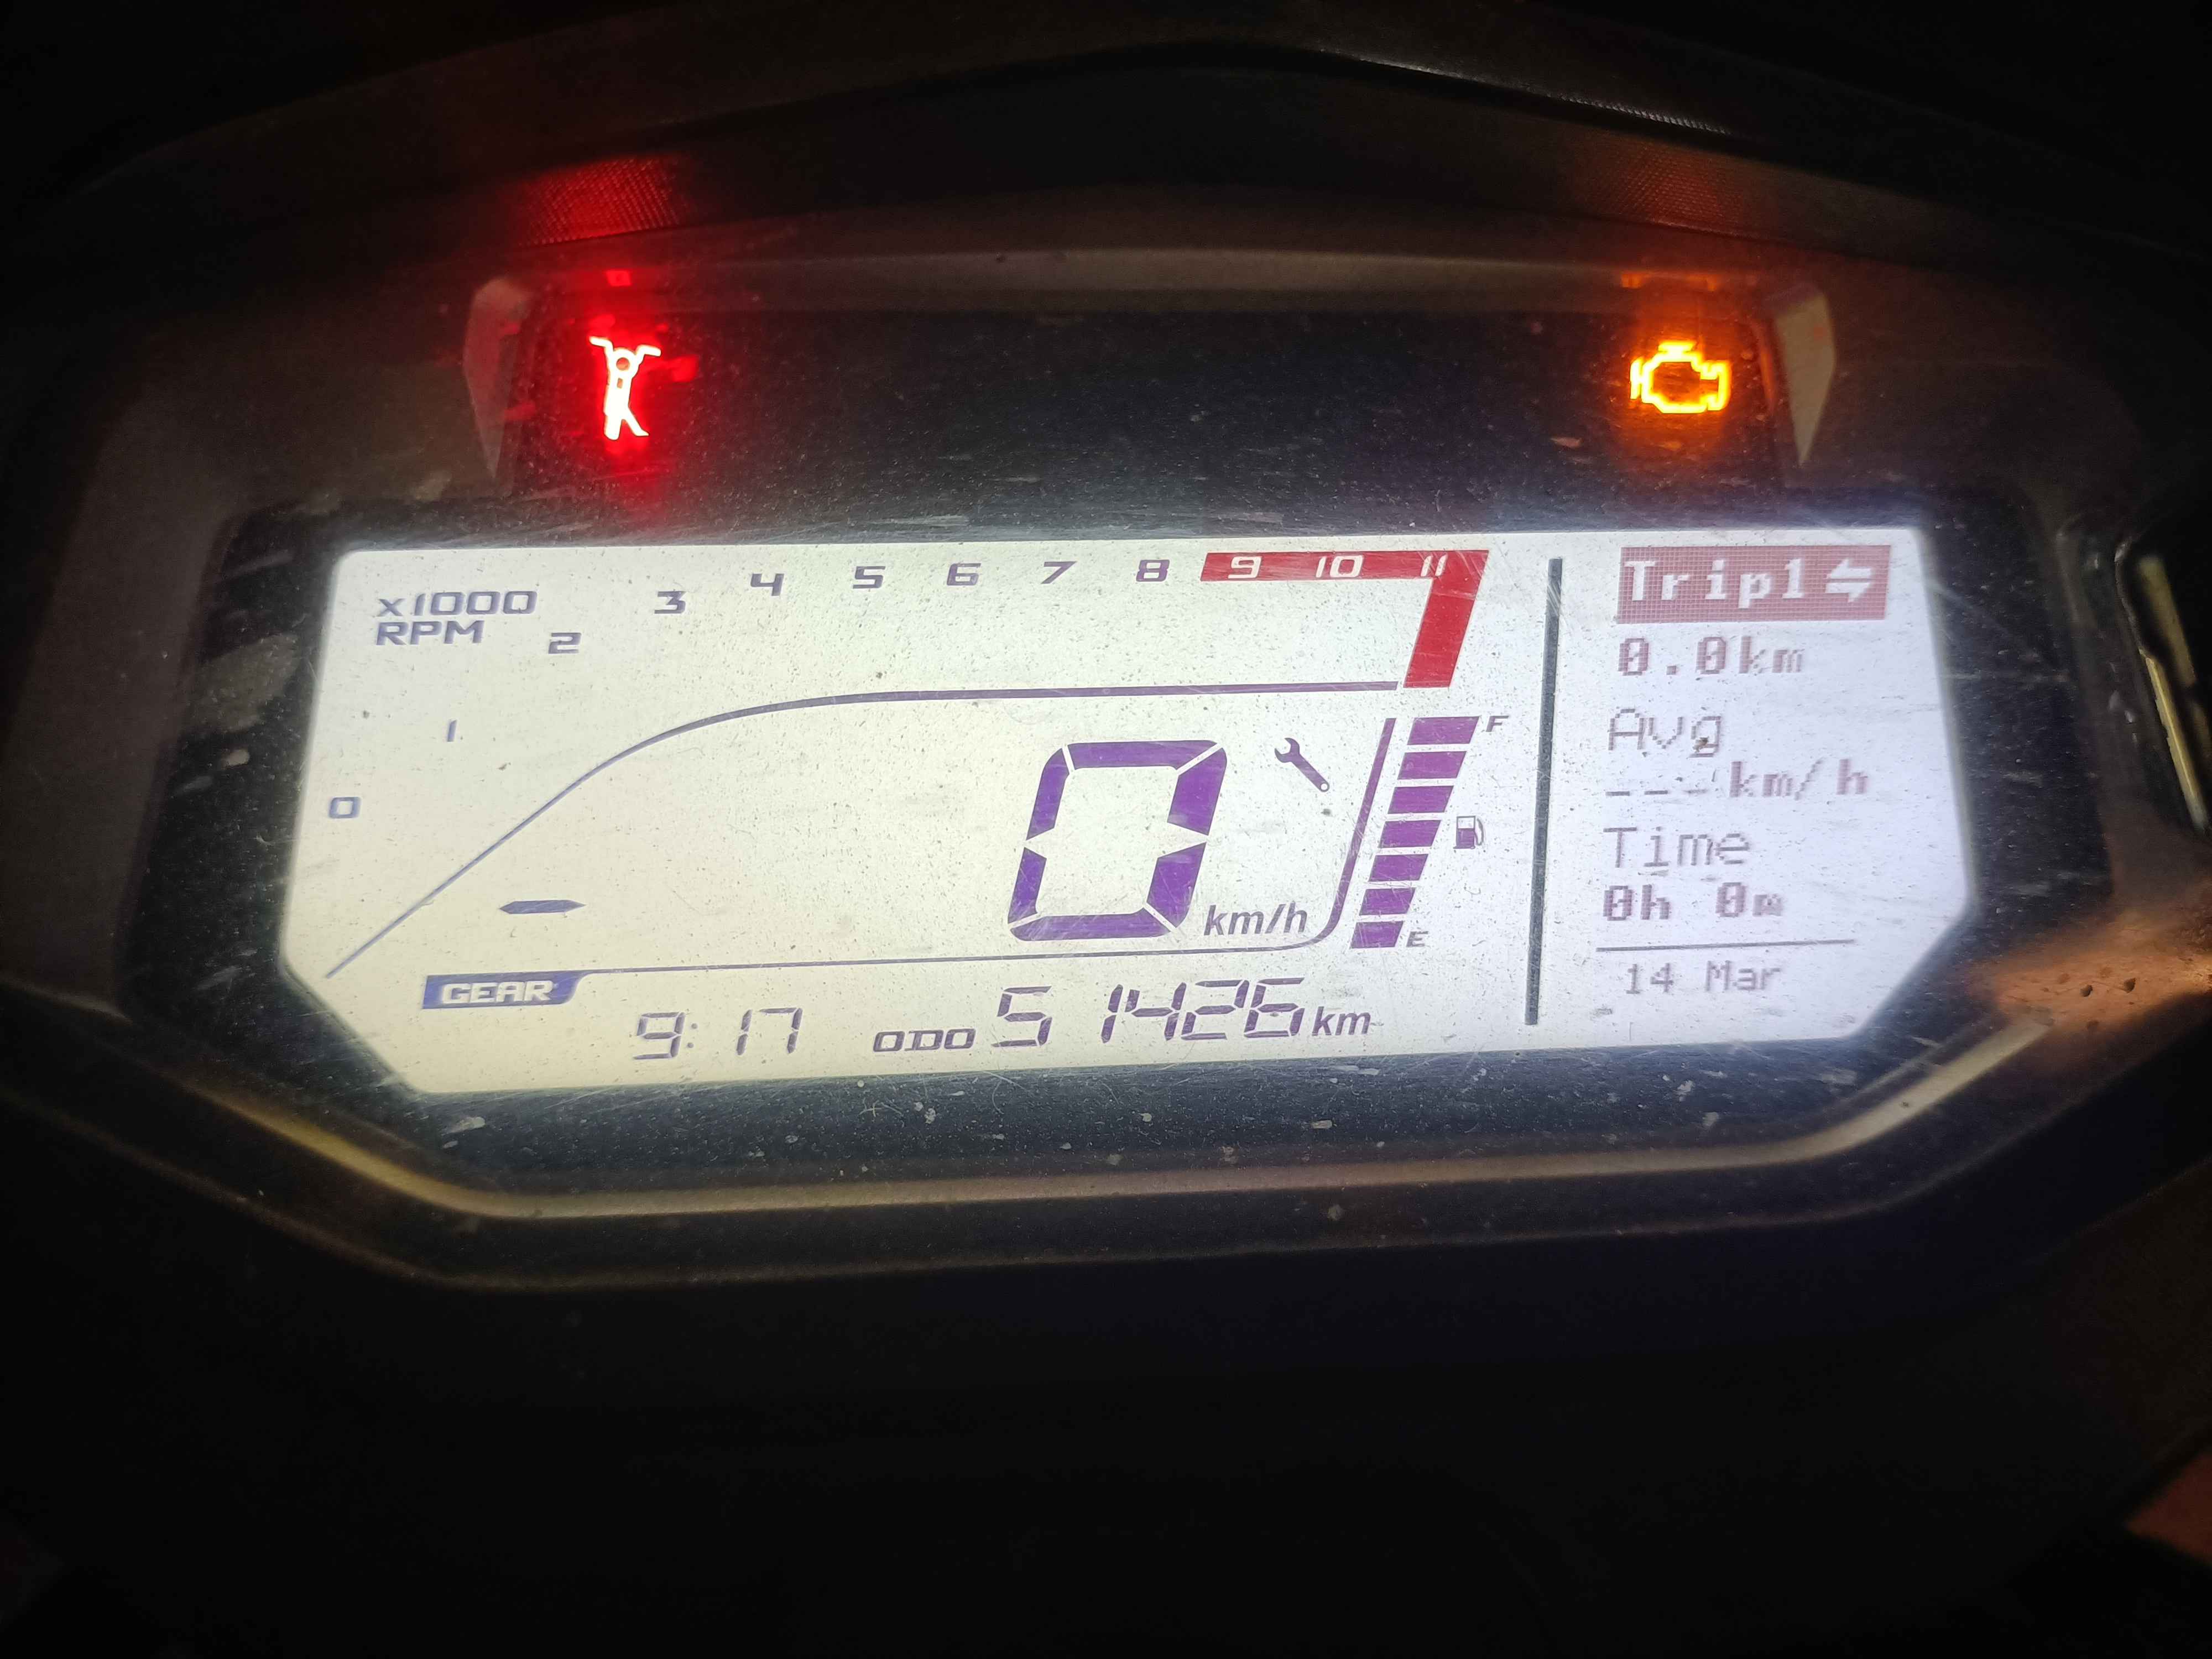 x1000
RPM
0 1 2 3 4 5 6 7 8 9 10 11
Trip1
0.0km
Avg
---km/h
Time
0h 0m
14 Mar
F
E
0 km/h
-
GEAR
9:17 ODO 51426 km